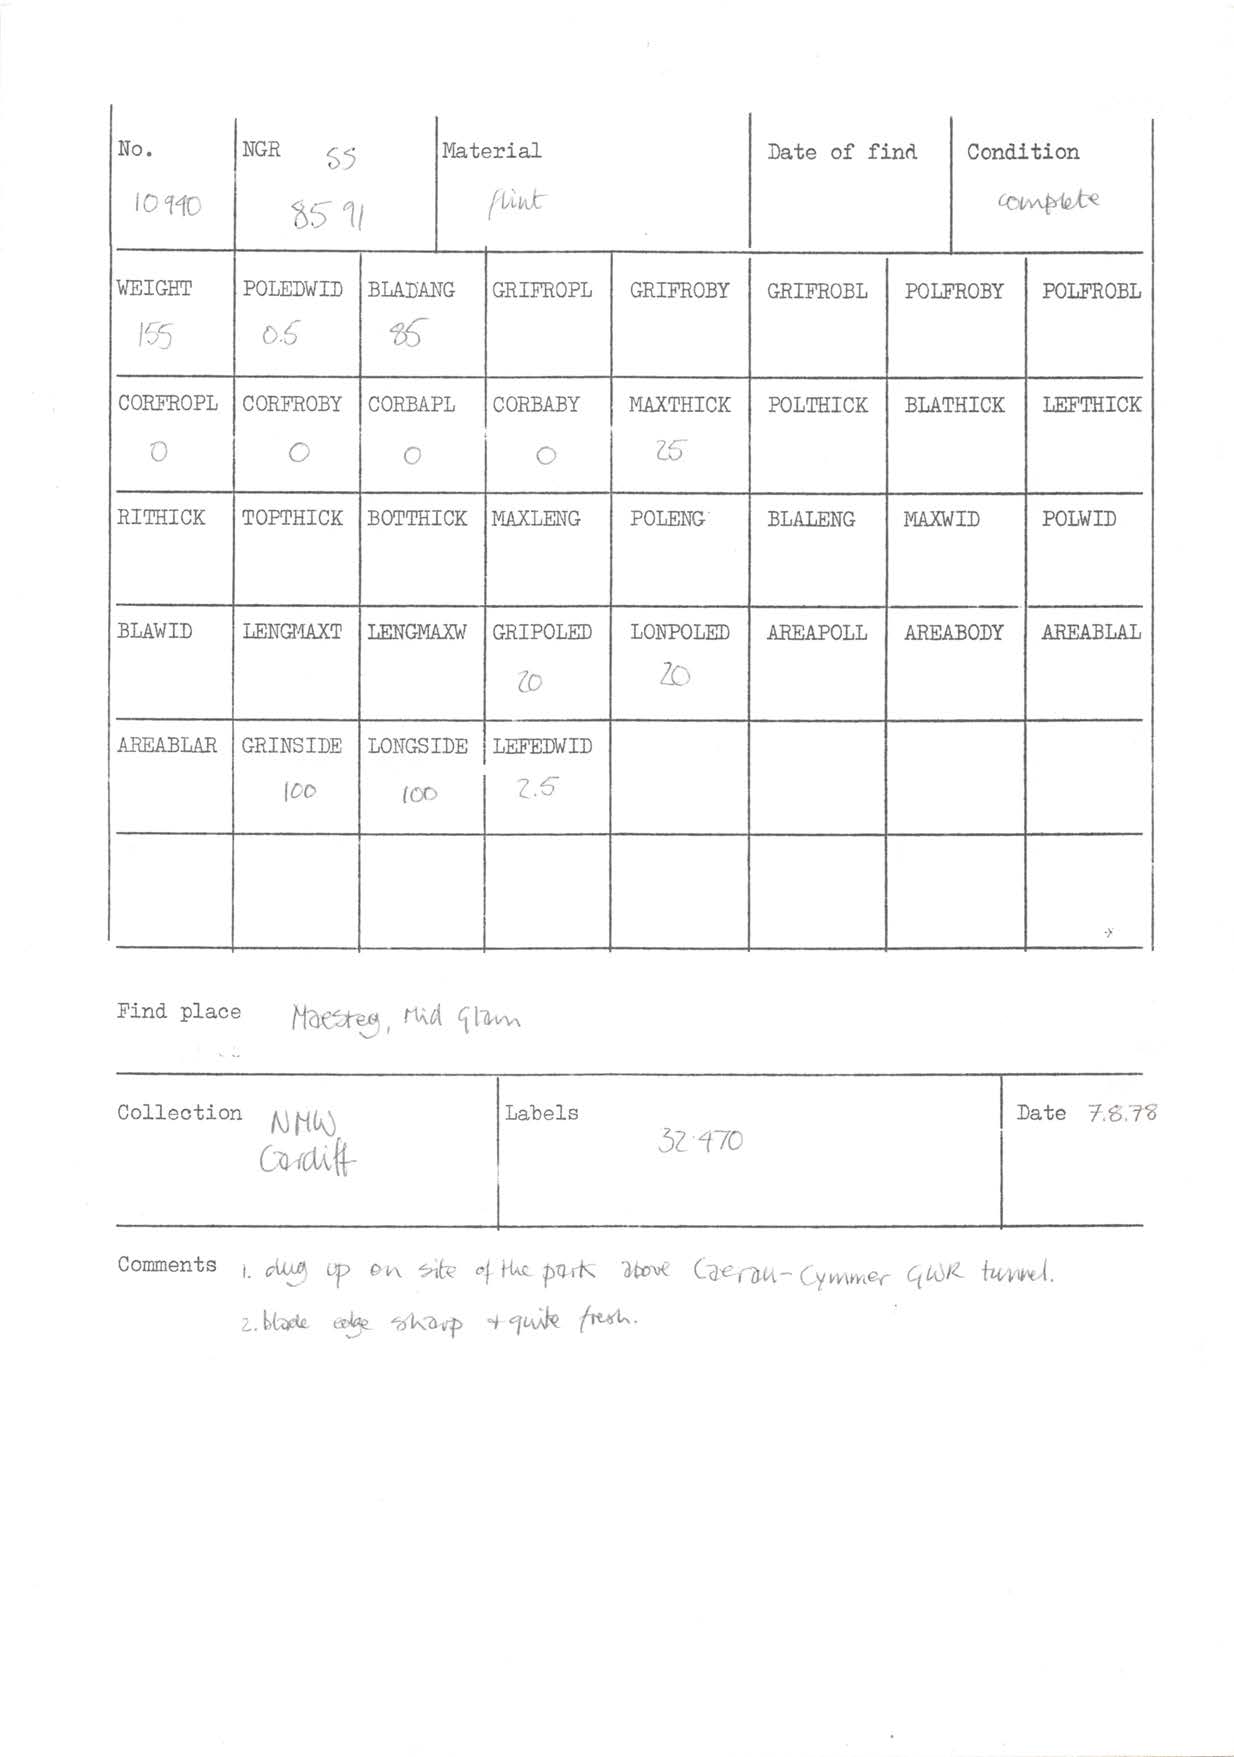 No. NGR SS Material Date of find Condition
10940 85 91 flint complete
WEIGHT POLEDWID BLADANG GRIFROPL GRIFROBY GRIFROBL POLFROBY POLFROBL
155 0.5 85
CORFROPL CORFROBY CORBAPL CORBABY MAXTHICK POLTHICK BLATHICK LEFTHICK
0 0 0 0 25
RITHICK TOPTHICK BOTTHICK MAXLENG POLENG BLALENG MAXWID POLWID
BLAWID LENGMAXT LENGMAXW GRIPOLED LONPOLED AREAPOLL AREABODY AREABLAL
20 20
AREABLAR GRINSIDE LONGSIDE LEFEDWID
100 100 2.5
Find place Maesteg, Mid Glam
Collection NMW Labels Date 7.8.78
Cardiff 32.470
Comments 1. dug up on site of the park above Caerau-Cymmer GWR tunnel.
2. blade edge sharp + quite fresh.